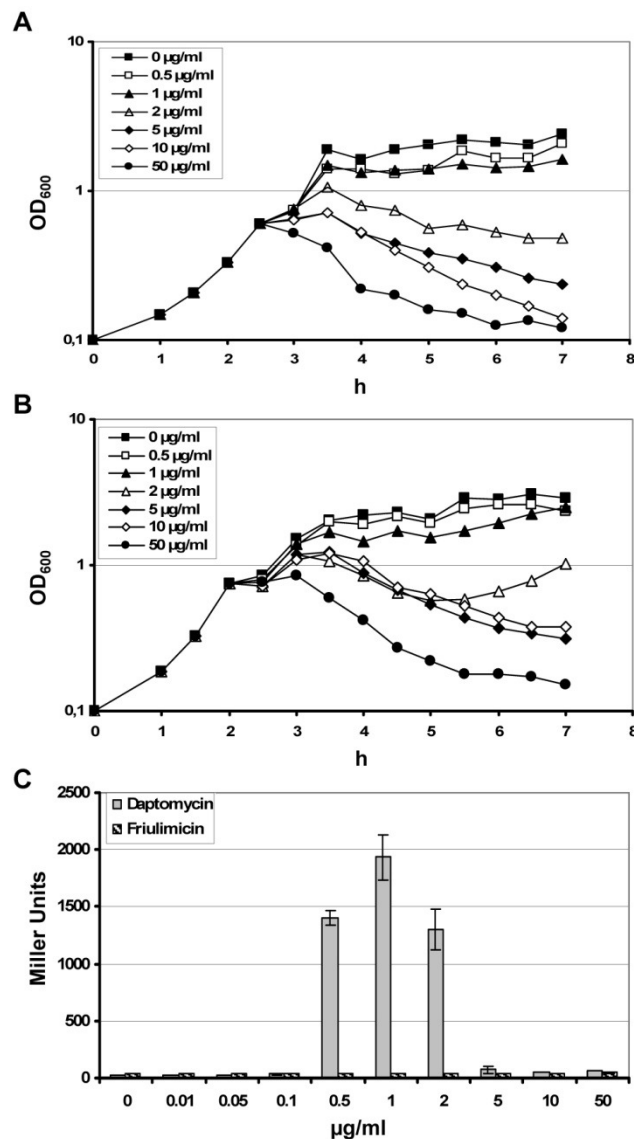 A
10
0 µg/ml
0.5 µg/ml
1 µg/ml
2 µg/ml
5 µg/ml
10 µg/ml
50 µg/ml
OD600
1
0,1
0 1 2 3 4 5 6 7 8
h
B
10
0 µg/ml
0.5 µg/ml
1 µg/ml
2 µg/ml
5 µg/ml
10 µg/ml
50 µg/ml
OD600
1
0,1
0 1 2 3 4 5 6 7 8
h
C
2500
Daptomycin
Friulimicin
2000
1500
Miller Units
1000
500
0
0 0.01 0.05 0.1 0.5 1 2 5 10 50
µg/ml